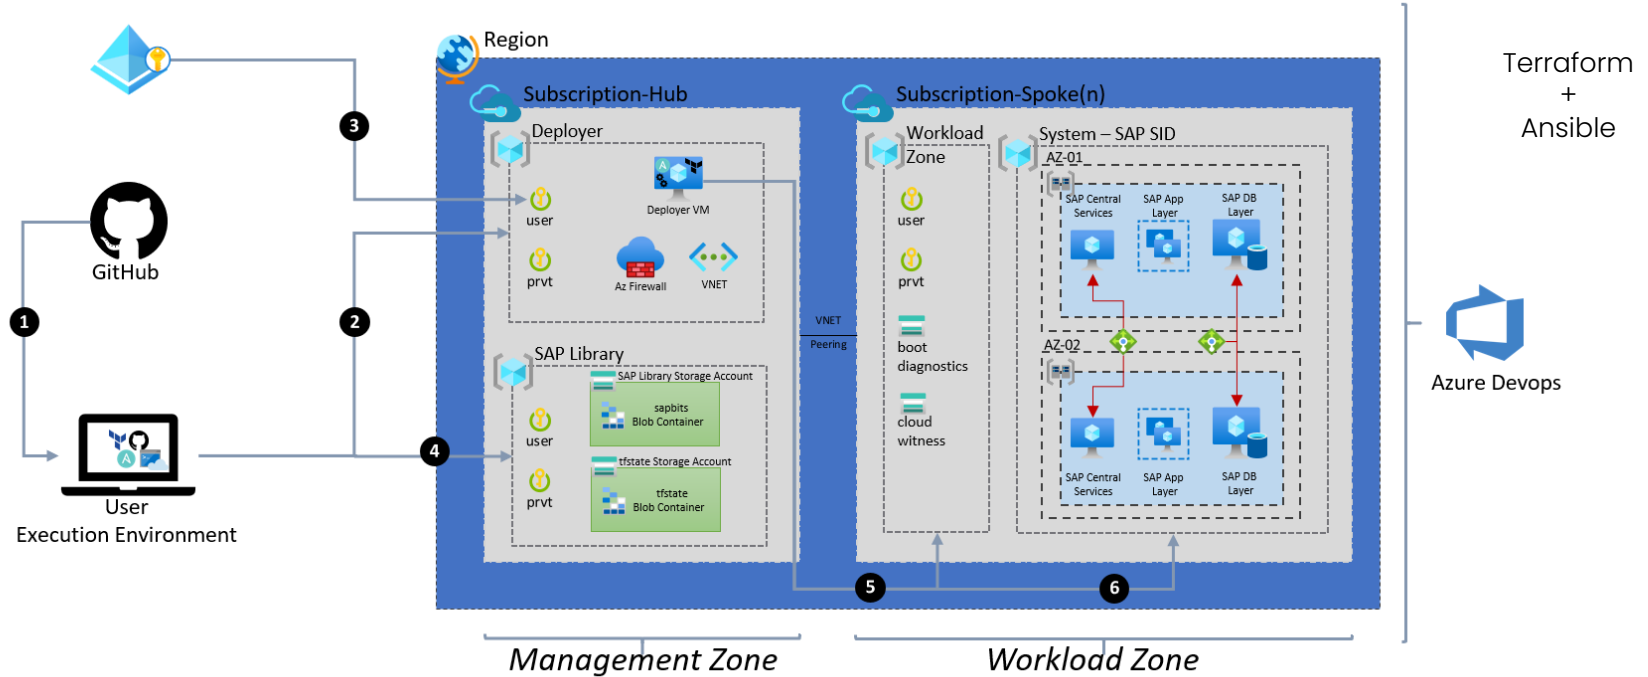 Region
Terraform
+
Ansible
Subscription-Hub
Subscription-Spoke(n)
Deployer
Workload
Zone
System – SAP SID
3
AZ-01
user
Deployer VM
SAP Central
Services
SAP App
Layer
SAP DB
Layer
user
GitHub
prvt
Az Firewall
VNET
prvt
1
2
VNET
Peering
boot
diagnostics
AZ-02
SAP Library
SAP Library Storage Account
sapbits
Blob Container
Azure Devops
cloud
witness
user
4
tfstate Storage Account
prvt
tfstate
Blob Container
SAP Central
Services
SAP App
Layer
SAP DB
Layer
A
A
User
Execution Environment
5
6
Management Zone
Workload Zone